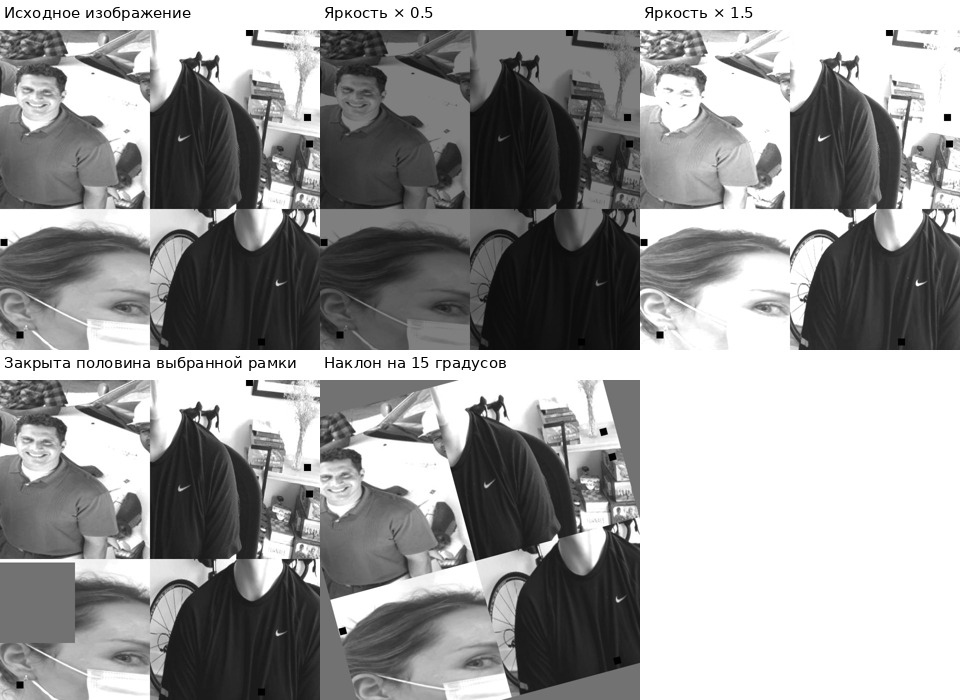 Исходное изображение
Яркость × 0.5
Яркость × 1.5
Закрыта половина выбранной рамки
Наклон на 15 градусов